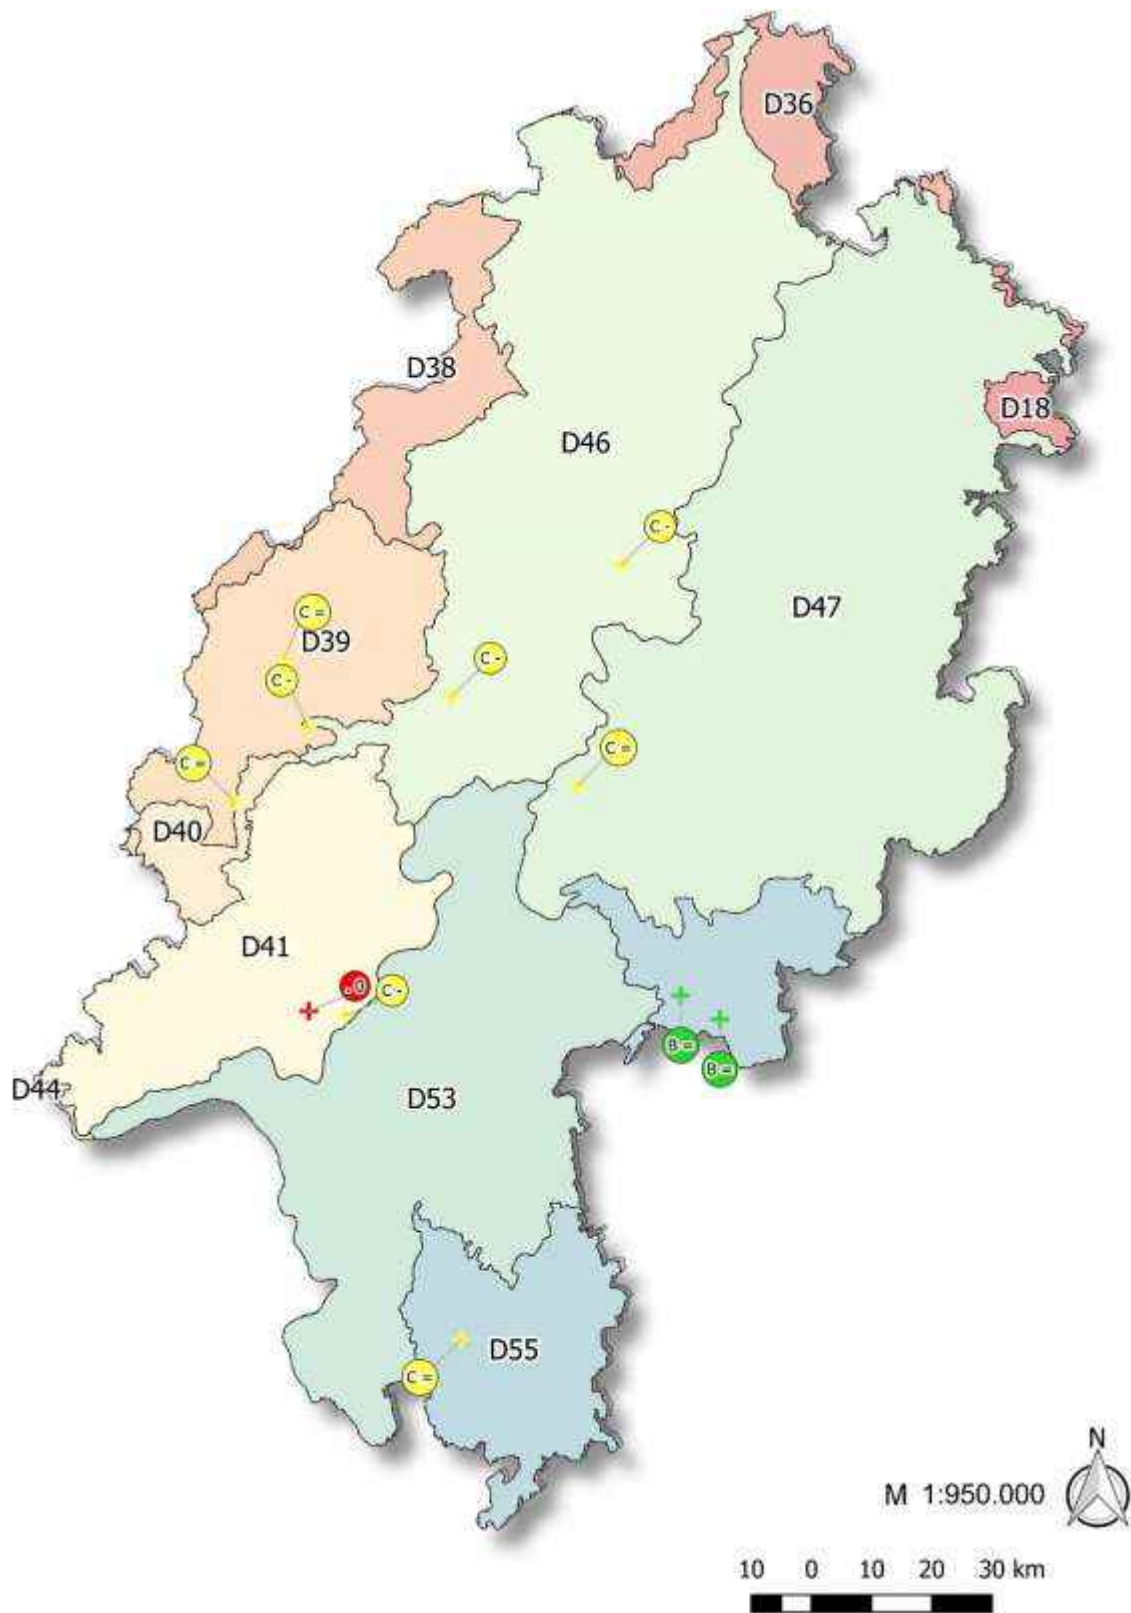 D36
D38
D18
D46
C -
D47
C =
D39
C -
C -
C =
C =
D40
D41
. 0
C -
B =
B =
D44
D53
D55
C =
N
M 1:950.000
10 0 10 20 30 km